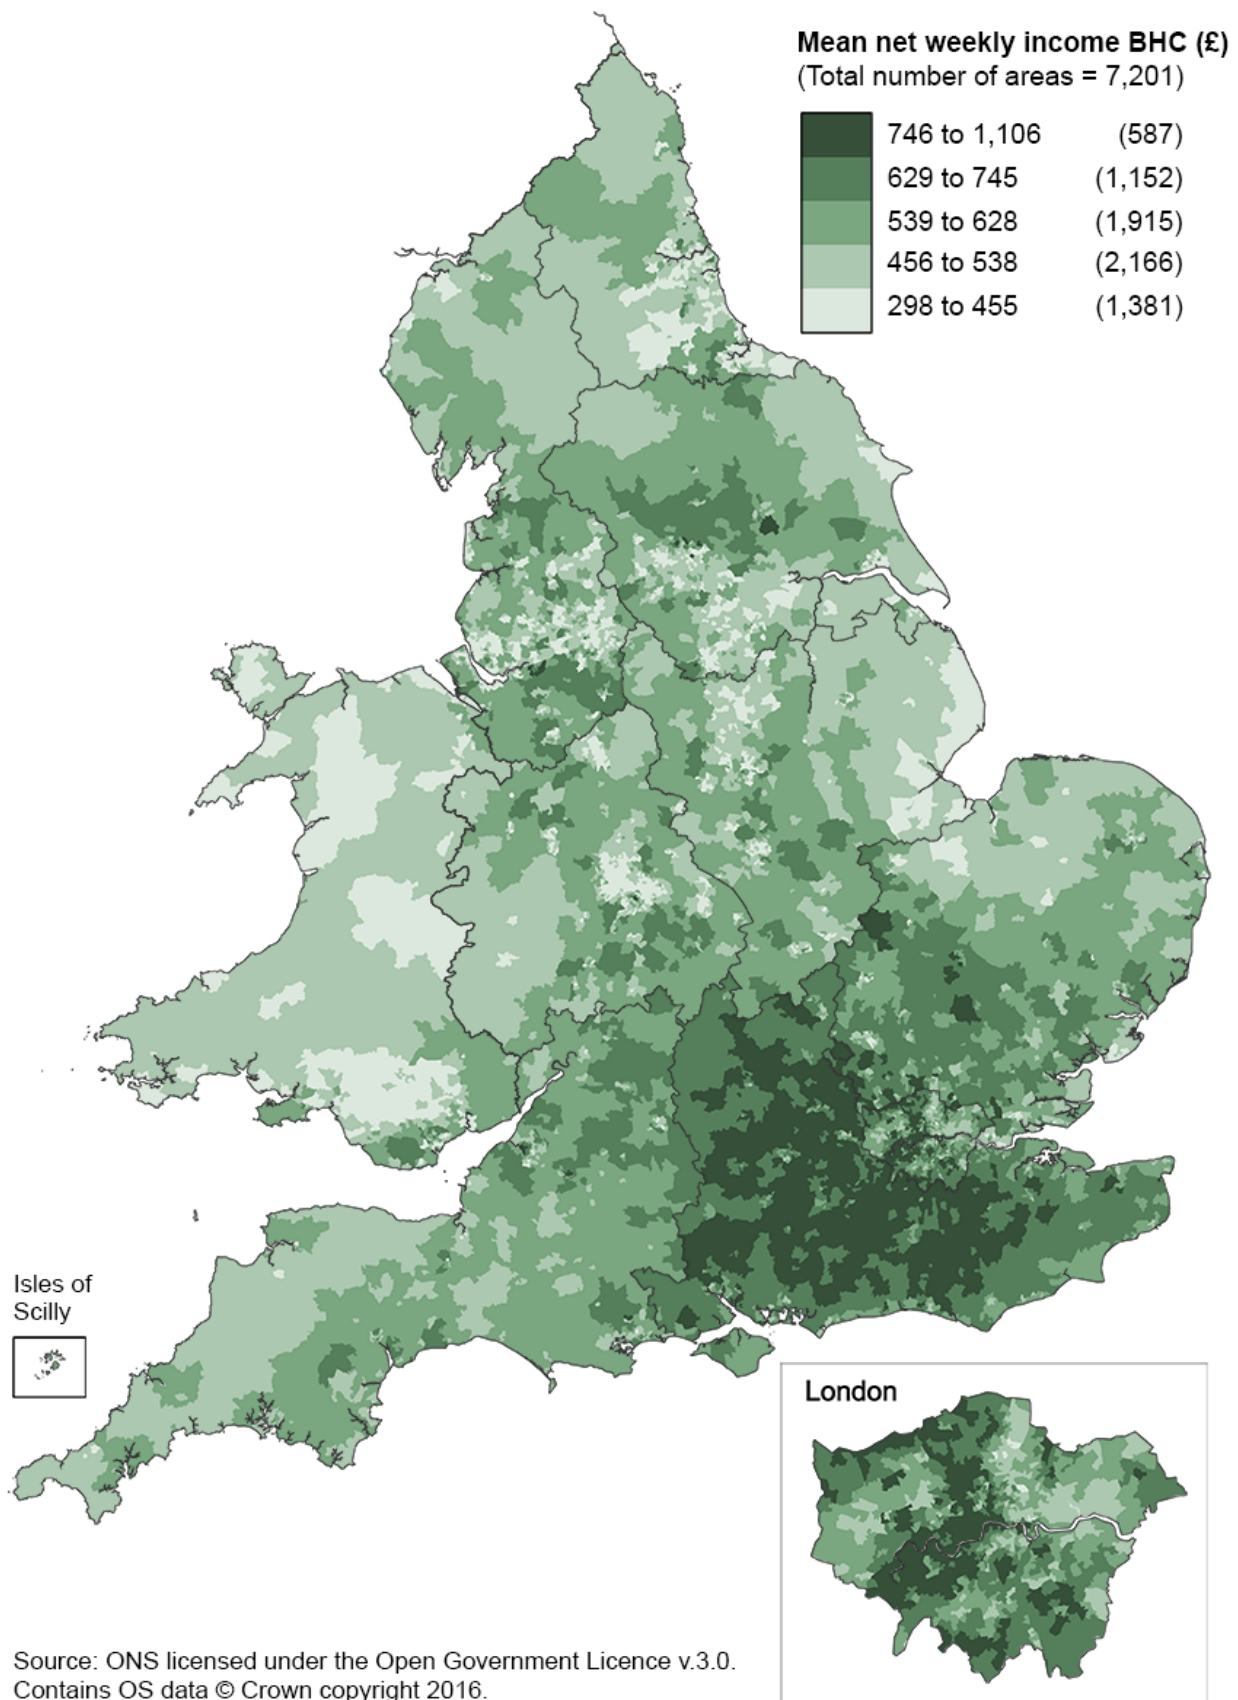 Mean net weekly income BHC (£)
(Total number of areas = 7,201)
746 to 1,106 (587)
629 to 745 (1,152)
539 to 628 (1,915)
456 to 538 (2,166)
298 to 455 (1,381)
Isles of
Scilly
London
Source: ONS licensed under the Open Government Licence v.3.0.
Contains OS data © Crown copyright 2016.